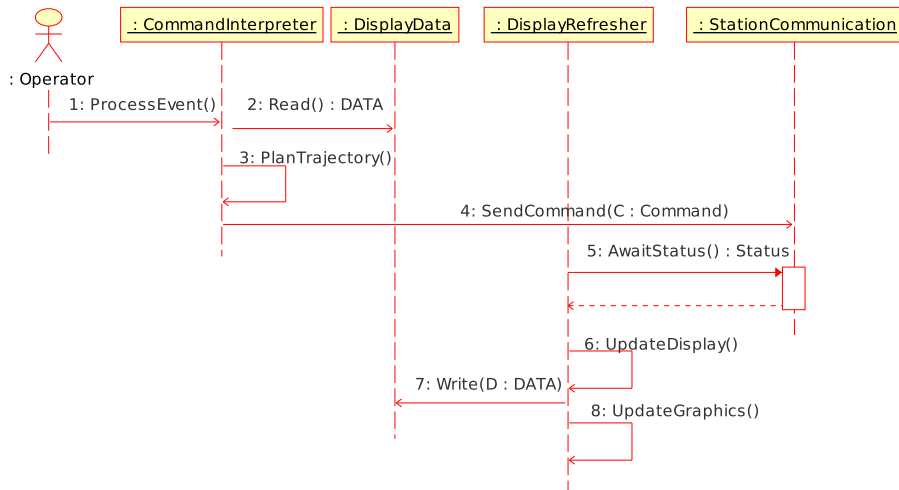 : CommandInterpreter
: DisplayData
: DisplayRefresher
: StationCommunication
: Operator
1: ProcessEvent()
2: Read() : DATA
3: PlanTrajectory()
4: SendCommand(C : Command)
5: AwaitStatus() : Status
6: UpdateDisplay()
7: Write(D : DATA)
8: UpdateGraphics()